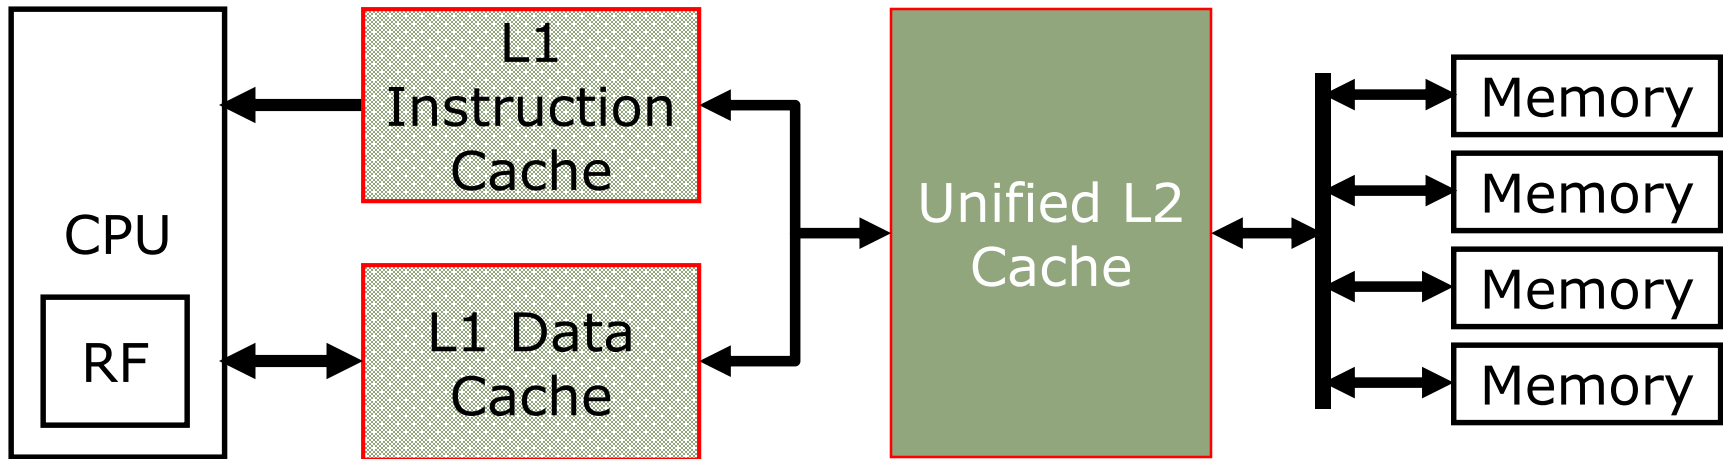 CPU
RF
L1
Instruction
Cache
L1 Data
Cache
Unified L2
Cache
Memory
Memory
Memory
Memory